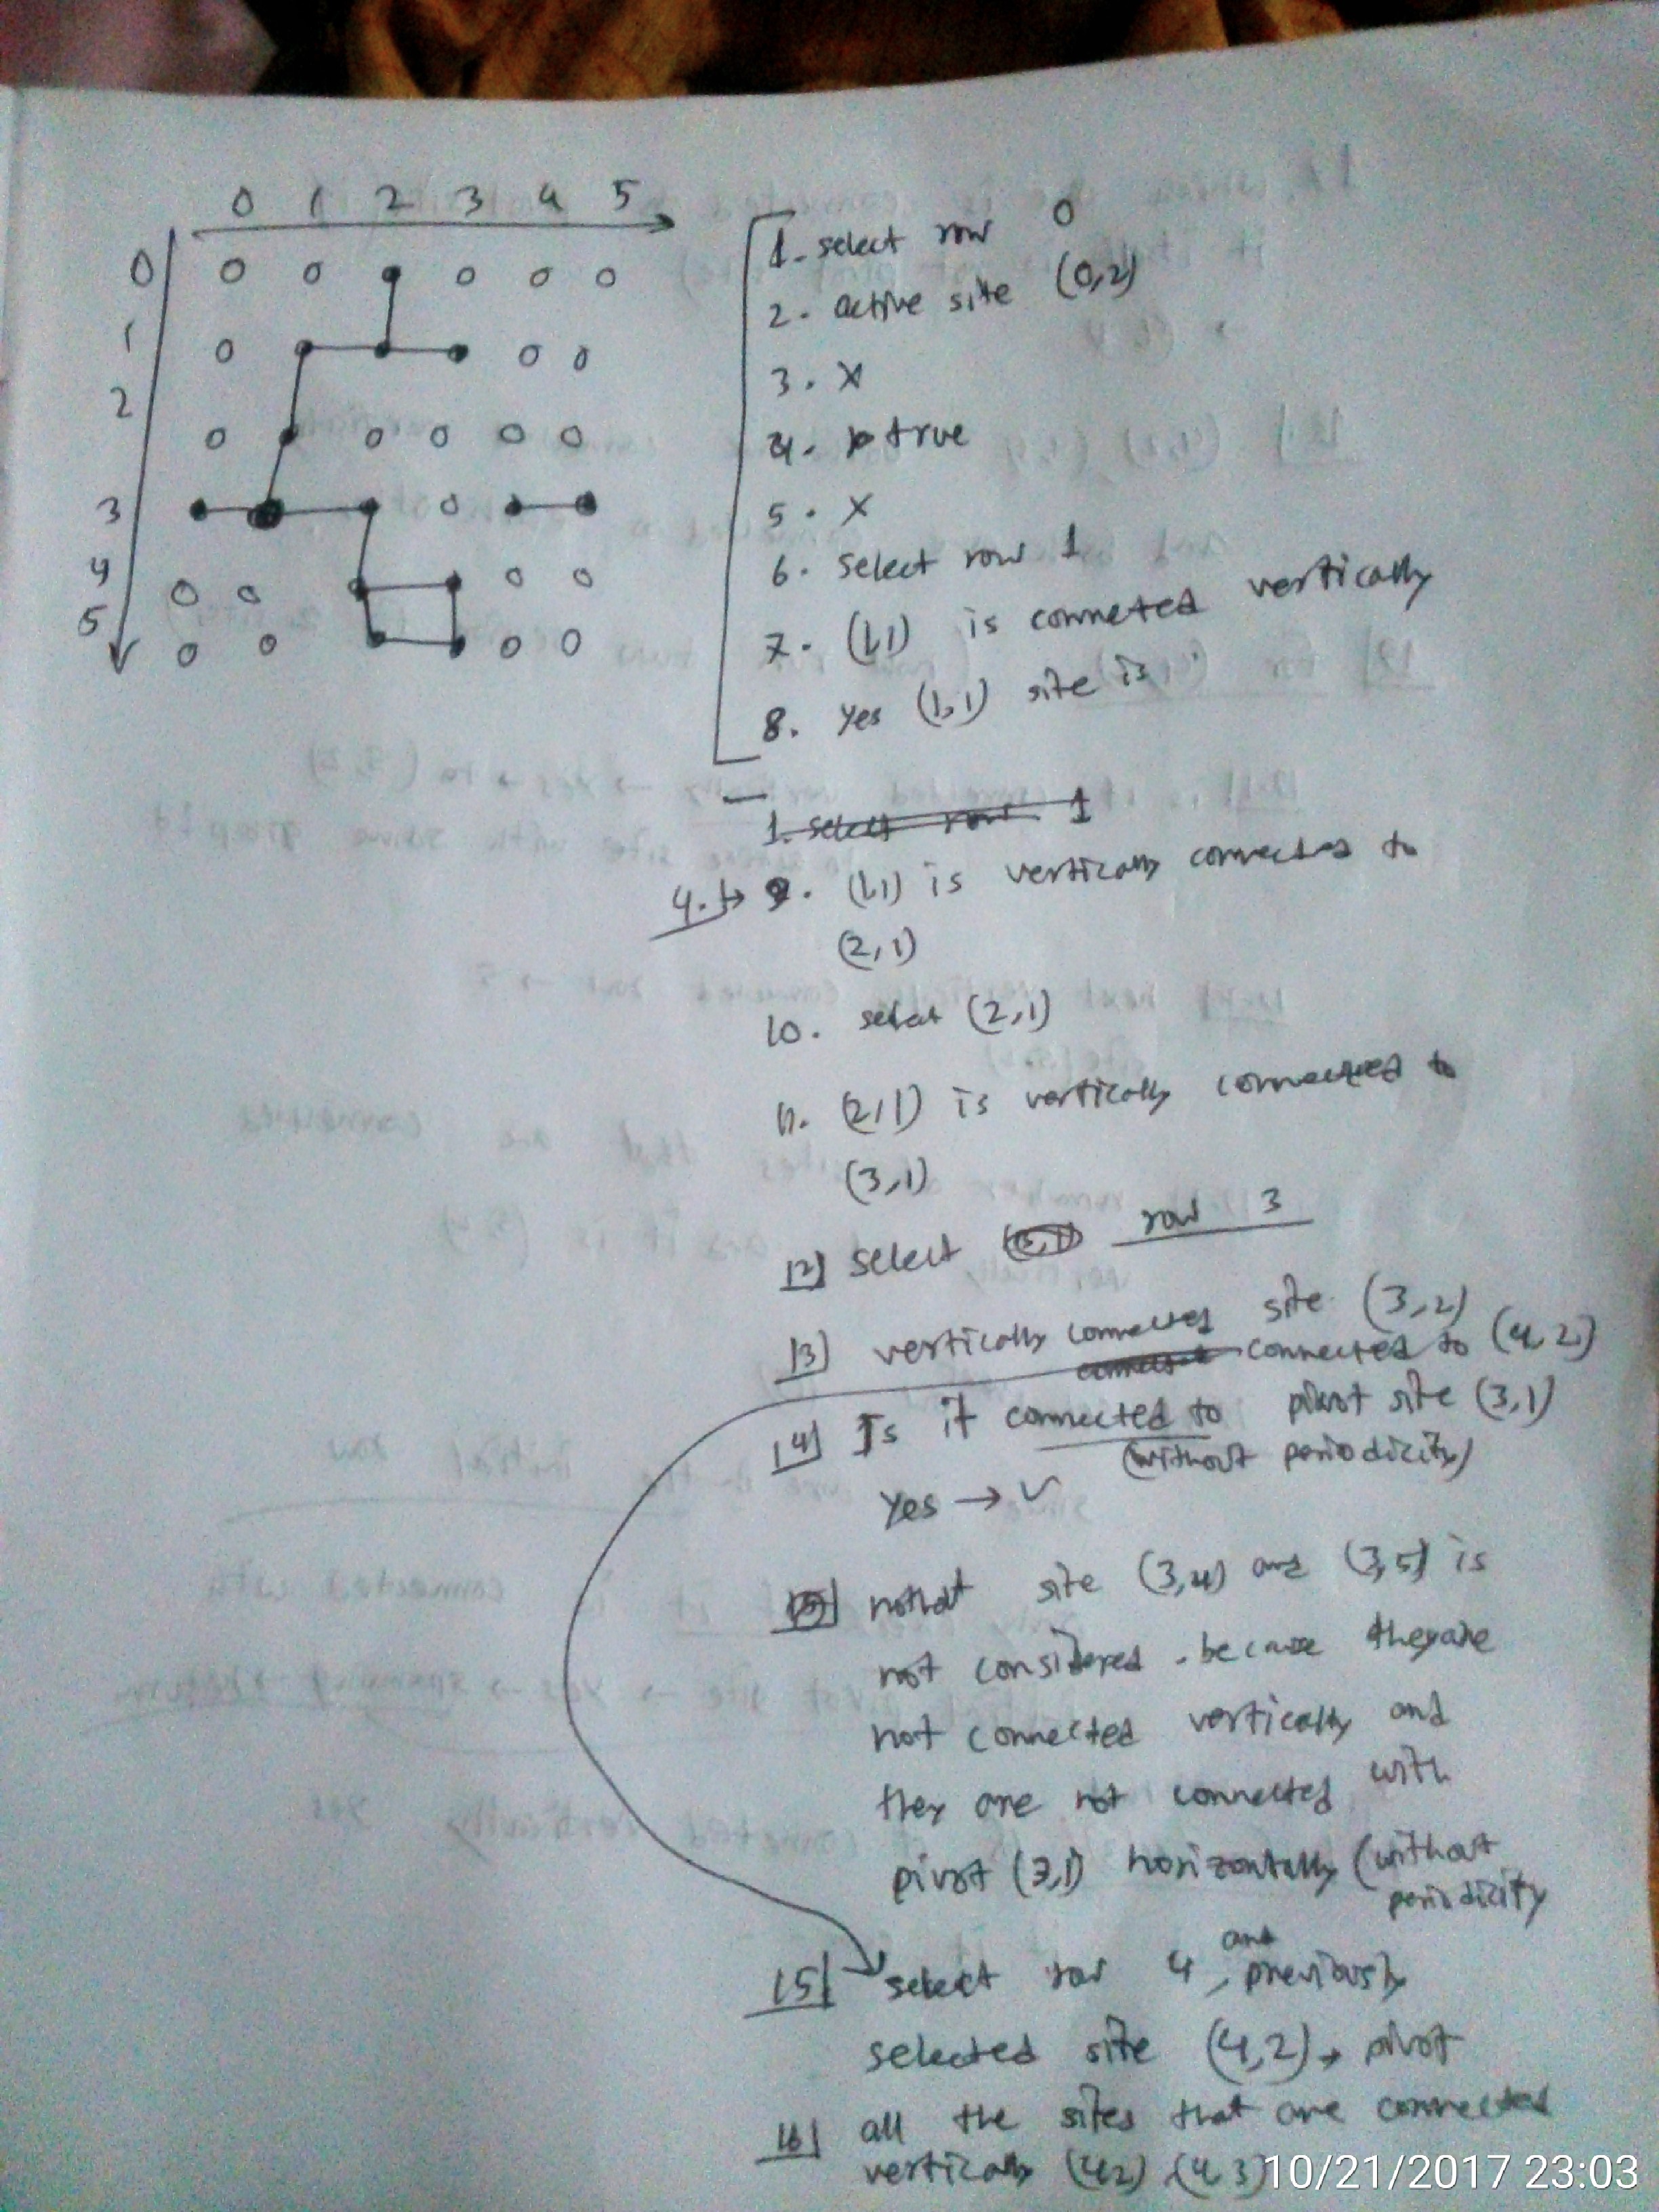 0 1 2 3 4 5
0
1
2
3
4
5
1. select row 0
2. active site (0,2)
3. X
4. true
5. X
6. select row 1
7. (1,1) is conneted vertically
8. Yes (1,1) site is
1. select row 1
4. → 9. (1,1) is vertically connected to
(2,1)
10. select (2,1)
11. (2,1) is vertically connected to
(3,1)
12] select row 3
13] vertically connected site (3,2)
connected to (4,2)
14] Is it connected to pivot site (3,1)
(without periodicity)
Yes → ✓
site (3,4) and (3,5) is
not considered. because they are
not connected vertically and
they are not connected with
pivot (3,1) horizontally (without
periodicity
15] select row 4, and previously
selected site (4,2) → pivot
16] all the sites that are connected
vertically (4,2) (4,3)
10/21/2017 23:03